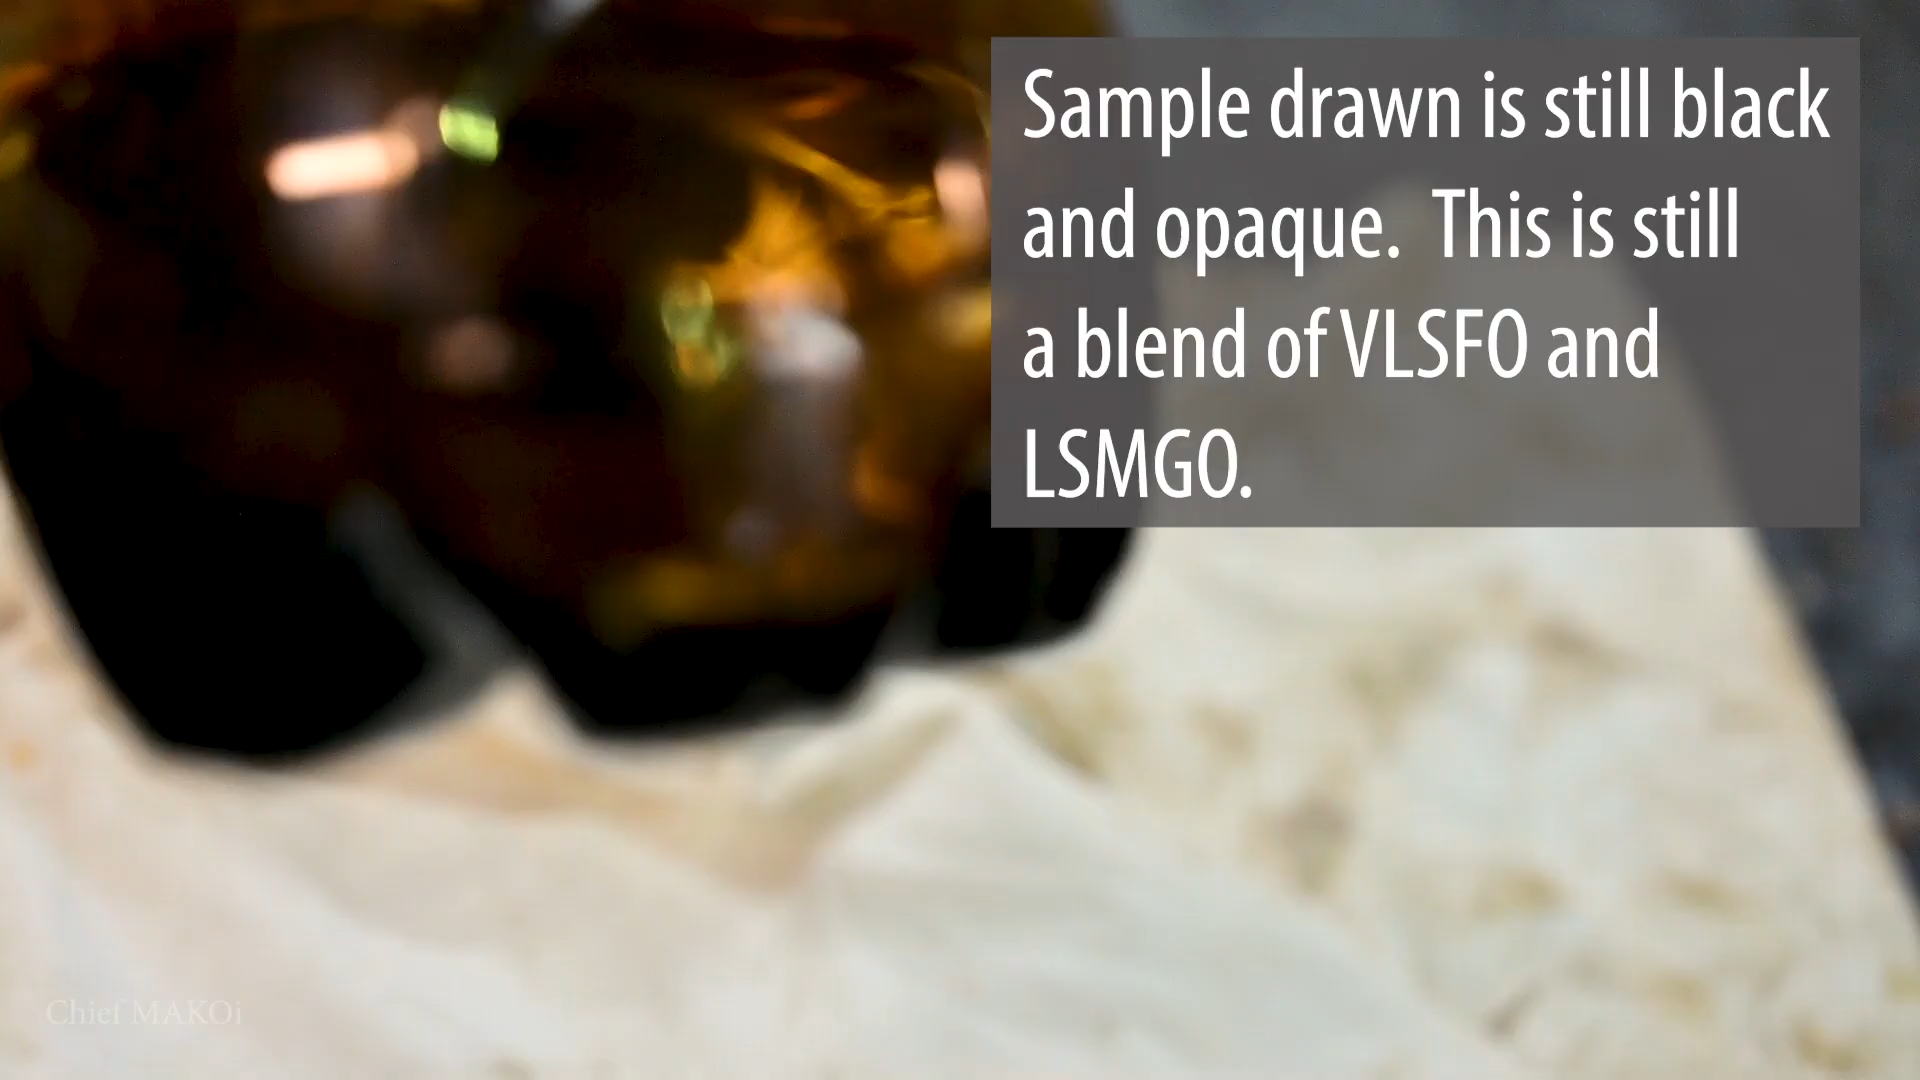 Sample drawn is still black
and opaque.  This is still
a blend of VLSFO and
LSMGO.
Chief MAKOi